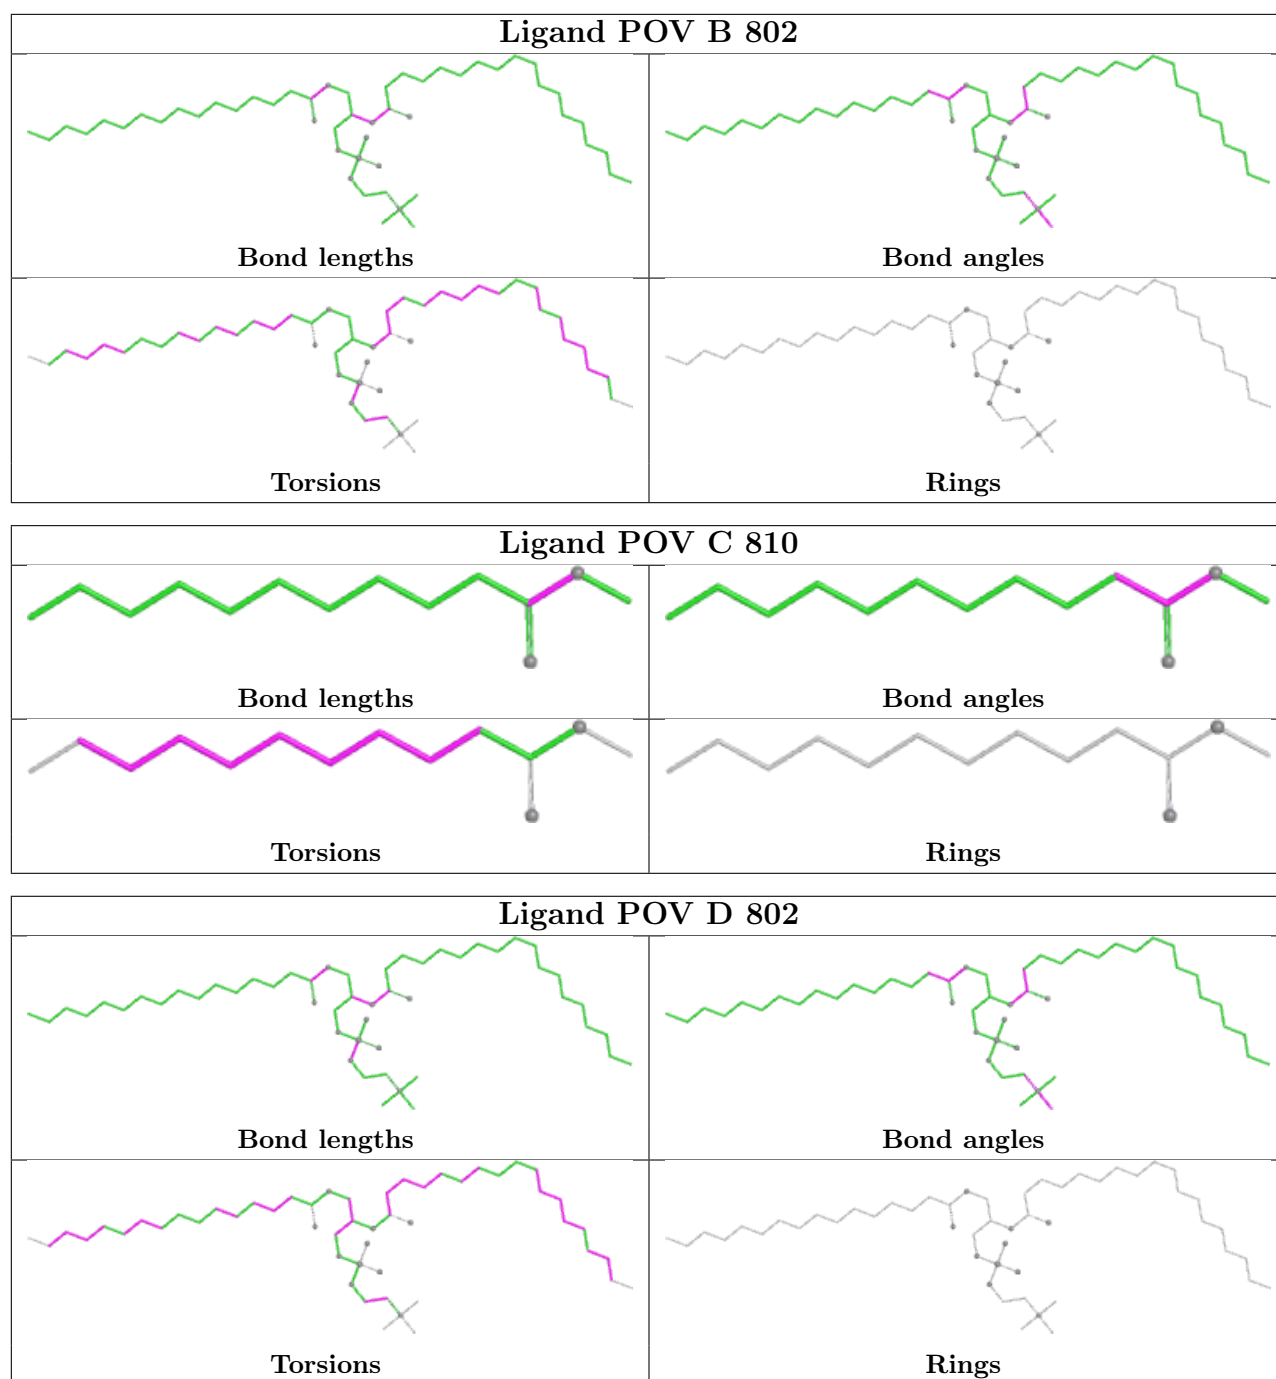 Ligand POV B 802
Bond lengths
Bond angles
Torsions
Rings
Ligand POV C 810
Bond lengths
Bond angles
Torsions
Rings
Ligand POV D 802
Bond lengths
Bond angles
Torsions
Rings